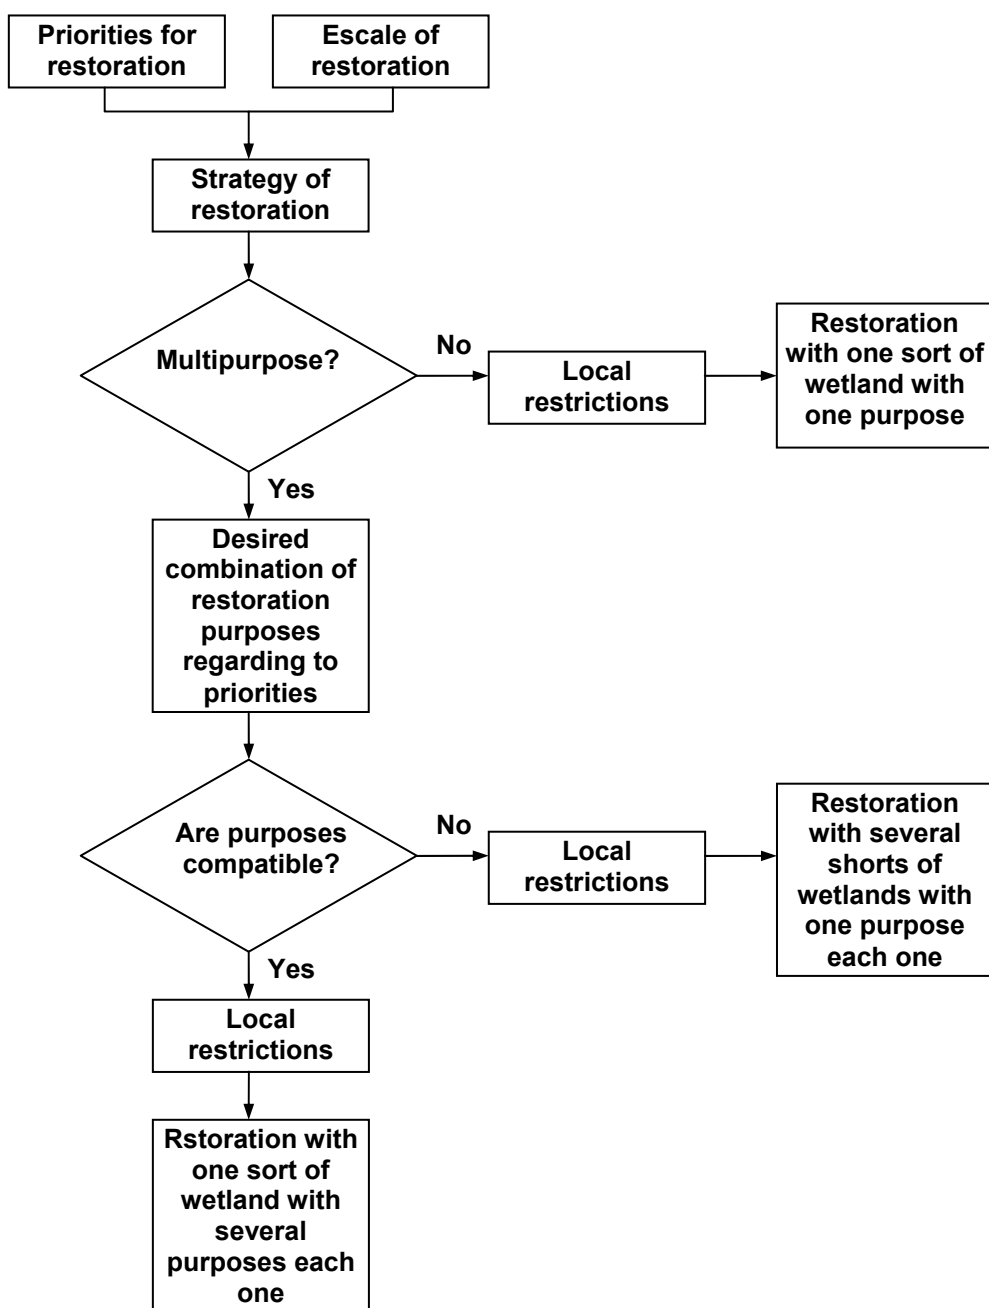 Priorities for
restoration
Escale of
restoration
Strategy of
restoration
Multipurpose?
No
Local
restrictions
Restoration
with one sort of
wetland with
one purpose
Yes
Desired
combination of
restoration
purposes
regarding to
priorities
Are purposes
compatible?
No
Local
restrictions
Restoration
with several
shorts of
wetlands with
one purpose
each one
Yes
Local
restrictions
Rstoration with
one sort of
wetland with
several
purposes each
one